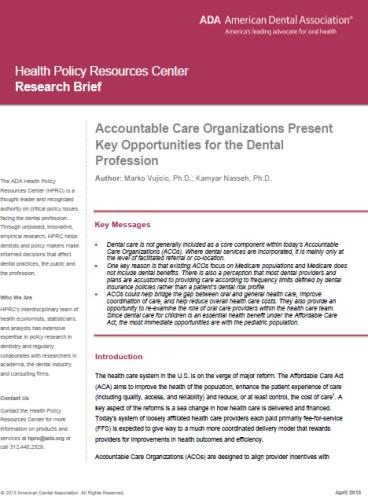 ADA American Dental Association®
America's leading advocate for oral health
Health Policy Resources Center
Research Brief
Accountable Care Organizations Present
Key Opportunities for the Dental
Profession
Author: Marko Vujicic, Ph.D.; Kamyar Nasseh, Ph.D.
The ADA Health Policy
Resources Center (HPRC) is a
thought leader and recognized
authority on critical policy issues
facing the dental profession.
Through unbiased, innovative,
empirical research, HPRC helps
dentists and policy makers make
informed decisions that affect
dental practices, the public and
the profession.
Who We Are
HPRC's interdisciplinary team of
health economists, statisticians,
and analysts has extensive
expertise in policy research in
dentistry and regularly
collaborates with researchers in
academia, the dental industry
and consulting firms.
Contact Us
Contact the Health Policy
Resources Center for more
information on products and
services at hprc@ada.org or
call 312.440.2928.
Key Messages
• Dental care is not generally included as a core component within today's Accountable
Care Organizations (ACOs). Where dental services are incorporated, it is mainly only at
the level of facilitated referral or co-location.
• One key reason is that existing ACOs focus on Medicare populations and Medicare does
not include dental benefits. There is also a perception that most dental providers and
plans are accustomed to providing care according to frequency limits defined by dental
insurance policies rather than a patient's dental risk profile.
• ACOs could help bridge the gap between oral and general health care, improve
coordination of care, and help reduce overall health care costs. They also provide an
opportunity to re-examine the role of oral care providers within the health care team.
Since dental care for children is an essential health benefit under the Affordable Care
Act, the most immediate opportunities are with the pediatric population.
Introduction
The health care system in the U.S. is on the verge of major reform. The Affordable Care Act
(ACA) aims to improve the health of the population, enhance the patient experience of care
(including quality, access, and reliability) and reduce, or at least control, the cost of care¹. A
key aspect of the reforms is a sea change in how health care is delivered and financed.
Today's system of loosely affiliated health care providers each paid primarily fee-for-service
(FFS) is expected to give way to a much more coordinated delivery model that rewards
providers for improvements in health outcomes and efficiency.
Accountable Care Organizations (ACOs) are designed to align provider incentives with
© 2013 American Dental Association All Rights Reserved.
April 2013